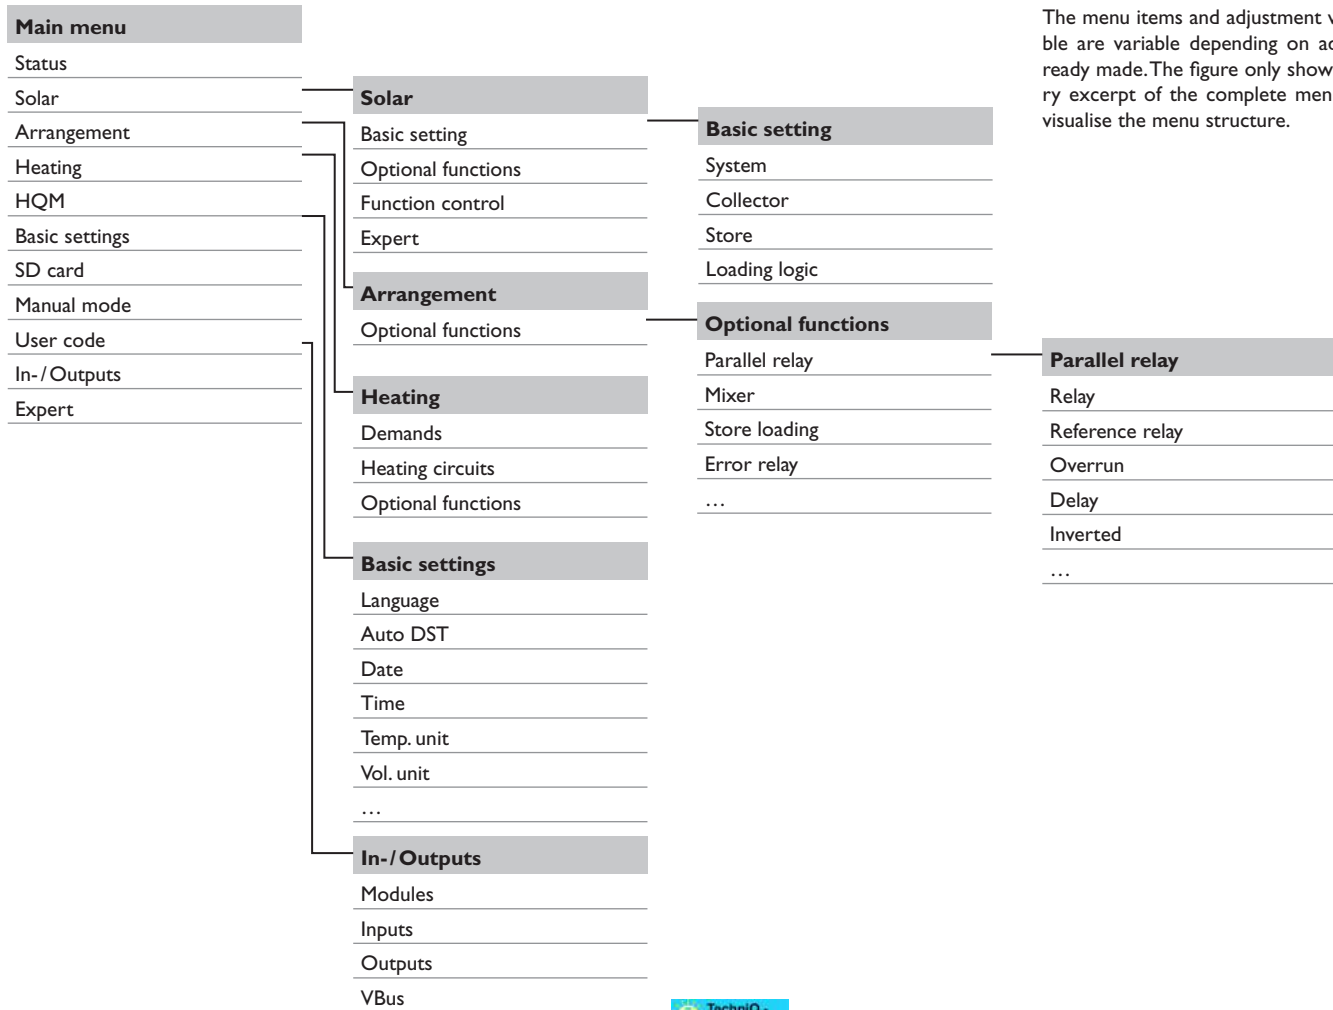 Main menu
Status
Solar
Arrangement
Heating
HQM
Basic settings
SD card
Manual mode
User code
In-/Outputs
Expert
Solar
Basic setting
Optional functions
Function control
Expert
Arrangement
Optional functions
Heating
Demands
Heating circuits
Optional functions
Basic settings
Language
Auto DST
Date
Time
Temp. unit
Vol. unit
…
In-/Outputs
Modules
Inputs
Outputs
VBus
Basic setting
System
Collector
Store
Loading logic
Optional functions
Parallel relay
Mixer
Store loading
Error relay
…
Parallel relay
Relay
Reference relay
Overrun
Delay
Inverted
…
The menu items and adjustment
ble are variable depending on
ready made. The figure only show
ry excerpt of the complete men
visualise the menu structure.